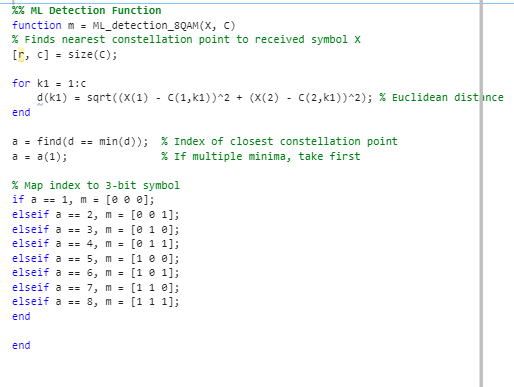 %% ML Detection Function
function m = ML_detection_8QAM(X, C)
% Finds nearest constellation point to received symbol X
[r, c] = size(C);
for k1 = 1:c
d(k1) = sqrt((X(1) - C(1,k1))^2 + (X(2) - C(2,k1))^2); % Euclidean distance
end
a = find(d == min(d)); % Index of closest constellation point
a = a(1); % If multiple minima, take first
% Map index to 3-bit symbol
if a == 1, m = [0 0 0];
elseif a == 2, m = [0 0 1];
elseif a == 3, m = [0 1 0];
elseif a == 4, m = [0 1 1];
elseif a == 5, m = [1 0 0];
elseif a == 6, m = [1 0 1];
elseif a == 7, m = [1 1 0];
elseif a == 8, m = [1 1 1];
end
end